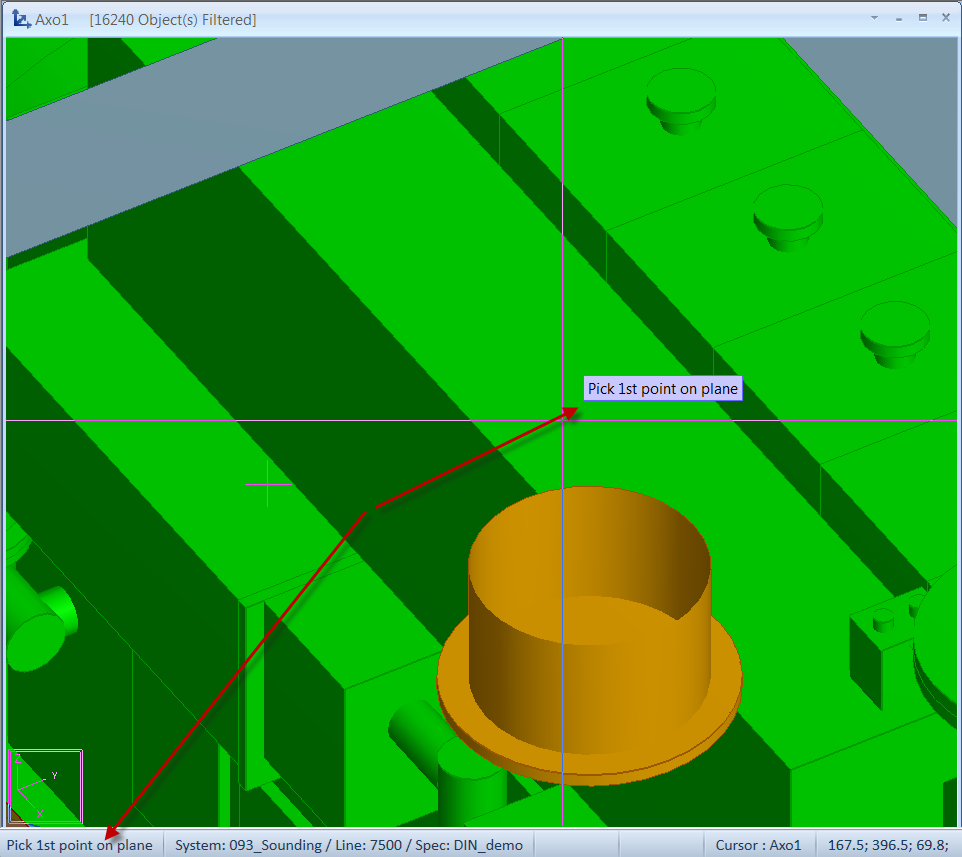 Axo1 [16240 Object(s) Filtered]
Pick 1st point on plane
Z
Y
X
Pick 1st point on plane System: 093_Sounding / Line: 7500 / Spec: DIN_demo Cursor : Axo1 167.5; 396.5; 69.8;